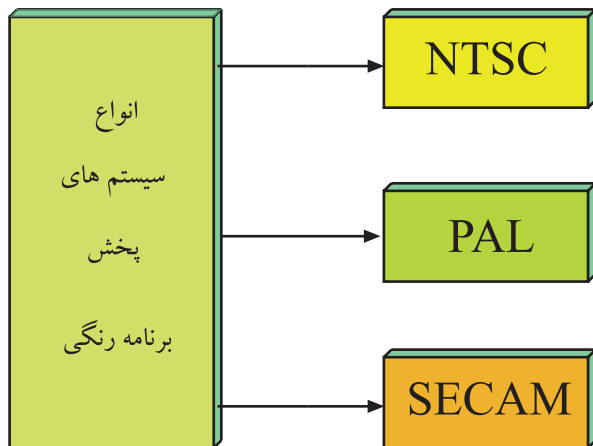 انواع
سیستم های
پخش
برنامه رنگی
NTSC
PAL
SECAM